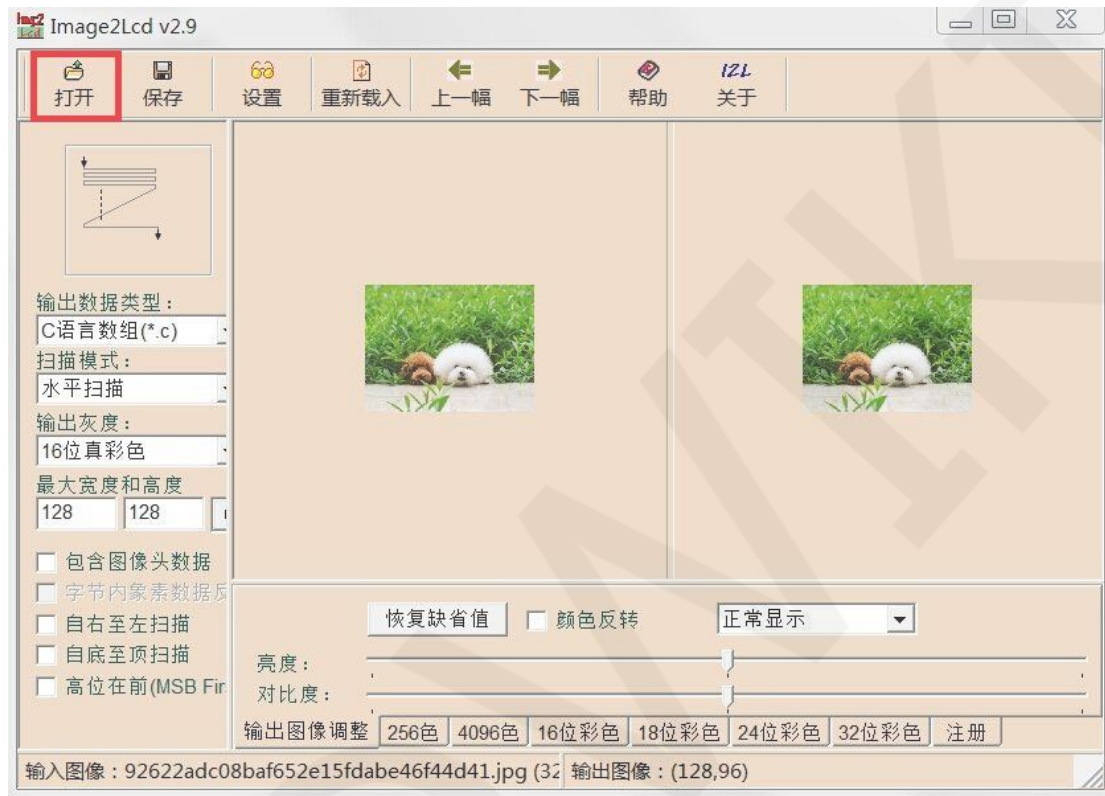 Image2Lcd v2.9
打开 保存 设置 重新载入 上一幅 下一幅 帮助 关于
输出数据类型：
C语言数组(*.c)
扫描模式：
水平扫描
输出灰度：
16位真彩色
最大宽度和高度
128 128
包含图像头数据
字节内象素数据反
自右至左扫描
自底至顶扫描
高位在前(MSB Fir
恢复缺省值 颜色反转 正常显示
亮度：
对比度：
输出图像调整 256色 4096色 16位彩色 18位彩色 24位彩色 32位彩色 注册
输入图像：92622adc08baf652e15fdabe46f44d41.jpg (32 输出图像：(128,96)